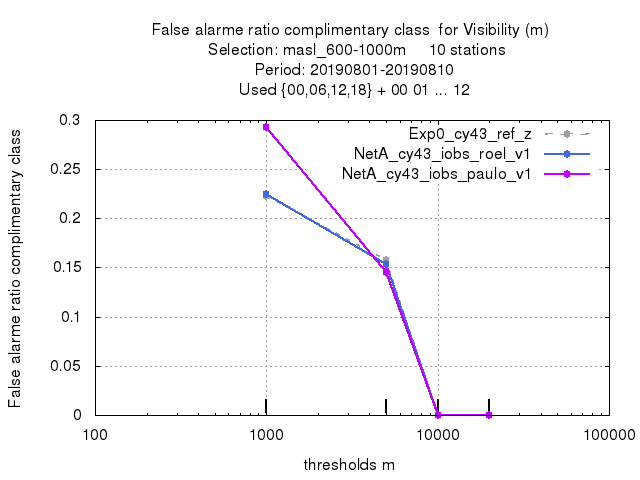 False alarme ratio complimentary class  for Visibility (m)
Selection: masl_600-1000m     10 stations
Period: 20190801-20190810
Used {00,06,12,18} + 00 01 ... 12
Exp0_cy43_ref_z
NetA_cy43_iobs_roel_v1
NetA_cy43_iobs_paulo_v1
False alarme ratio complimentary class
0.3
0.25
0.2
0.15
0.1
0.05
0
100 1000 10000 100000
thresholds m